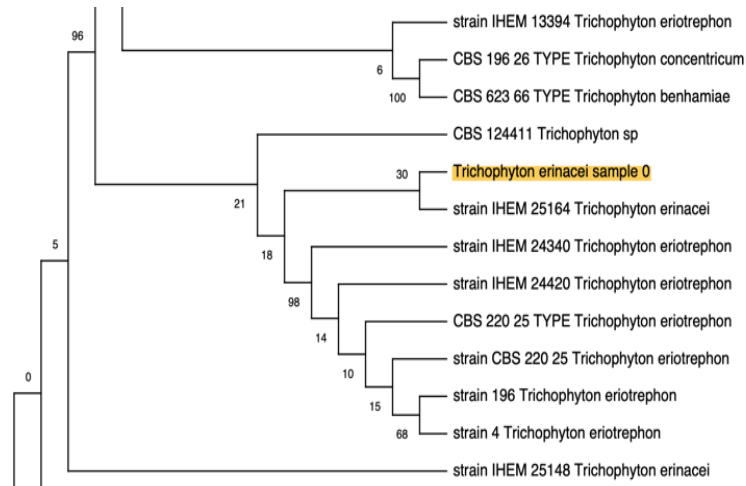 strain IHEM 13394 Trichophyton eriotrephon
96
CBS 196 26 TYPE Trichophyton concentricum
6
CBS 623 66 TYPE Trichophyton benhamiae
100
CBS 124411 Trichophyton sp
Trichophyton erinacei sample 0
30
strain IHEM 25164 Trichophyton erinacei
21
strain IHEM 24340 Trichophyton eriotrephon
5
18
strain IHEM 24420 Trichophyton eriotrephon
98
CBS 220 25 TYPE Trichophyton eriotrephon
14
strain CBS 220 25 Trichophyton eriotrephon
10
0
strain 196 Trichophyton eriotrephon
15
strain 4 Trichophyton eriotrephon
68
strain IHEM 25148 Trichophyton erinacei